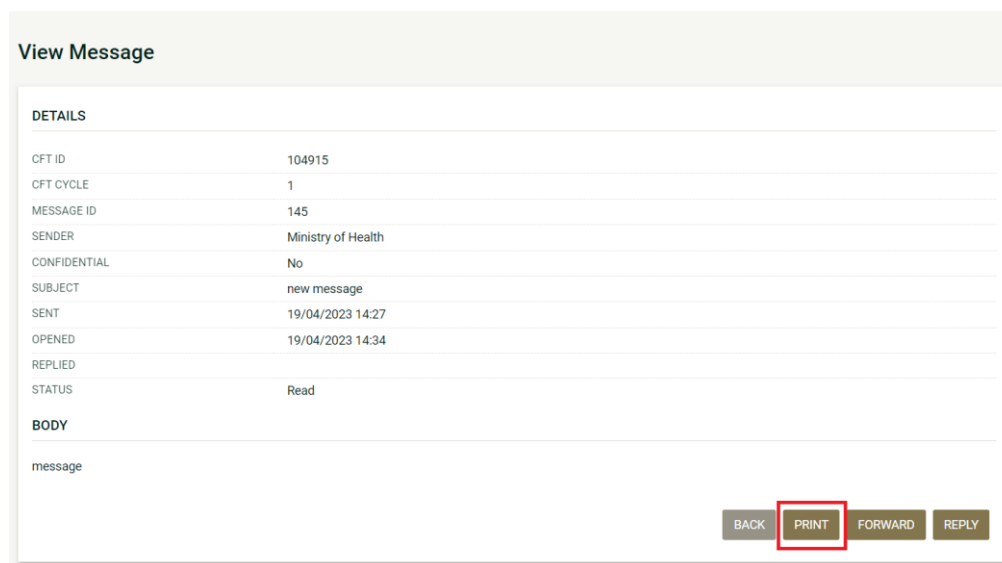 View Message
DETAILS
CFT ID 104915
CFT CYCLE 1
MESSAGE ID 145
SENDER Ministry of Health
CONFIDENTIAL No
SUBJECT new message
SENT 19/04/2023 14:27
OPENED 19/04/2023 14:34
REPLIED
STATUS Read
BODY
message
BACK PRINT FORWARD REPLY